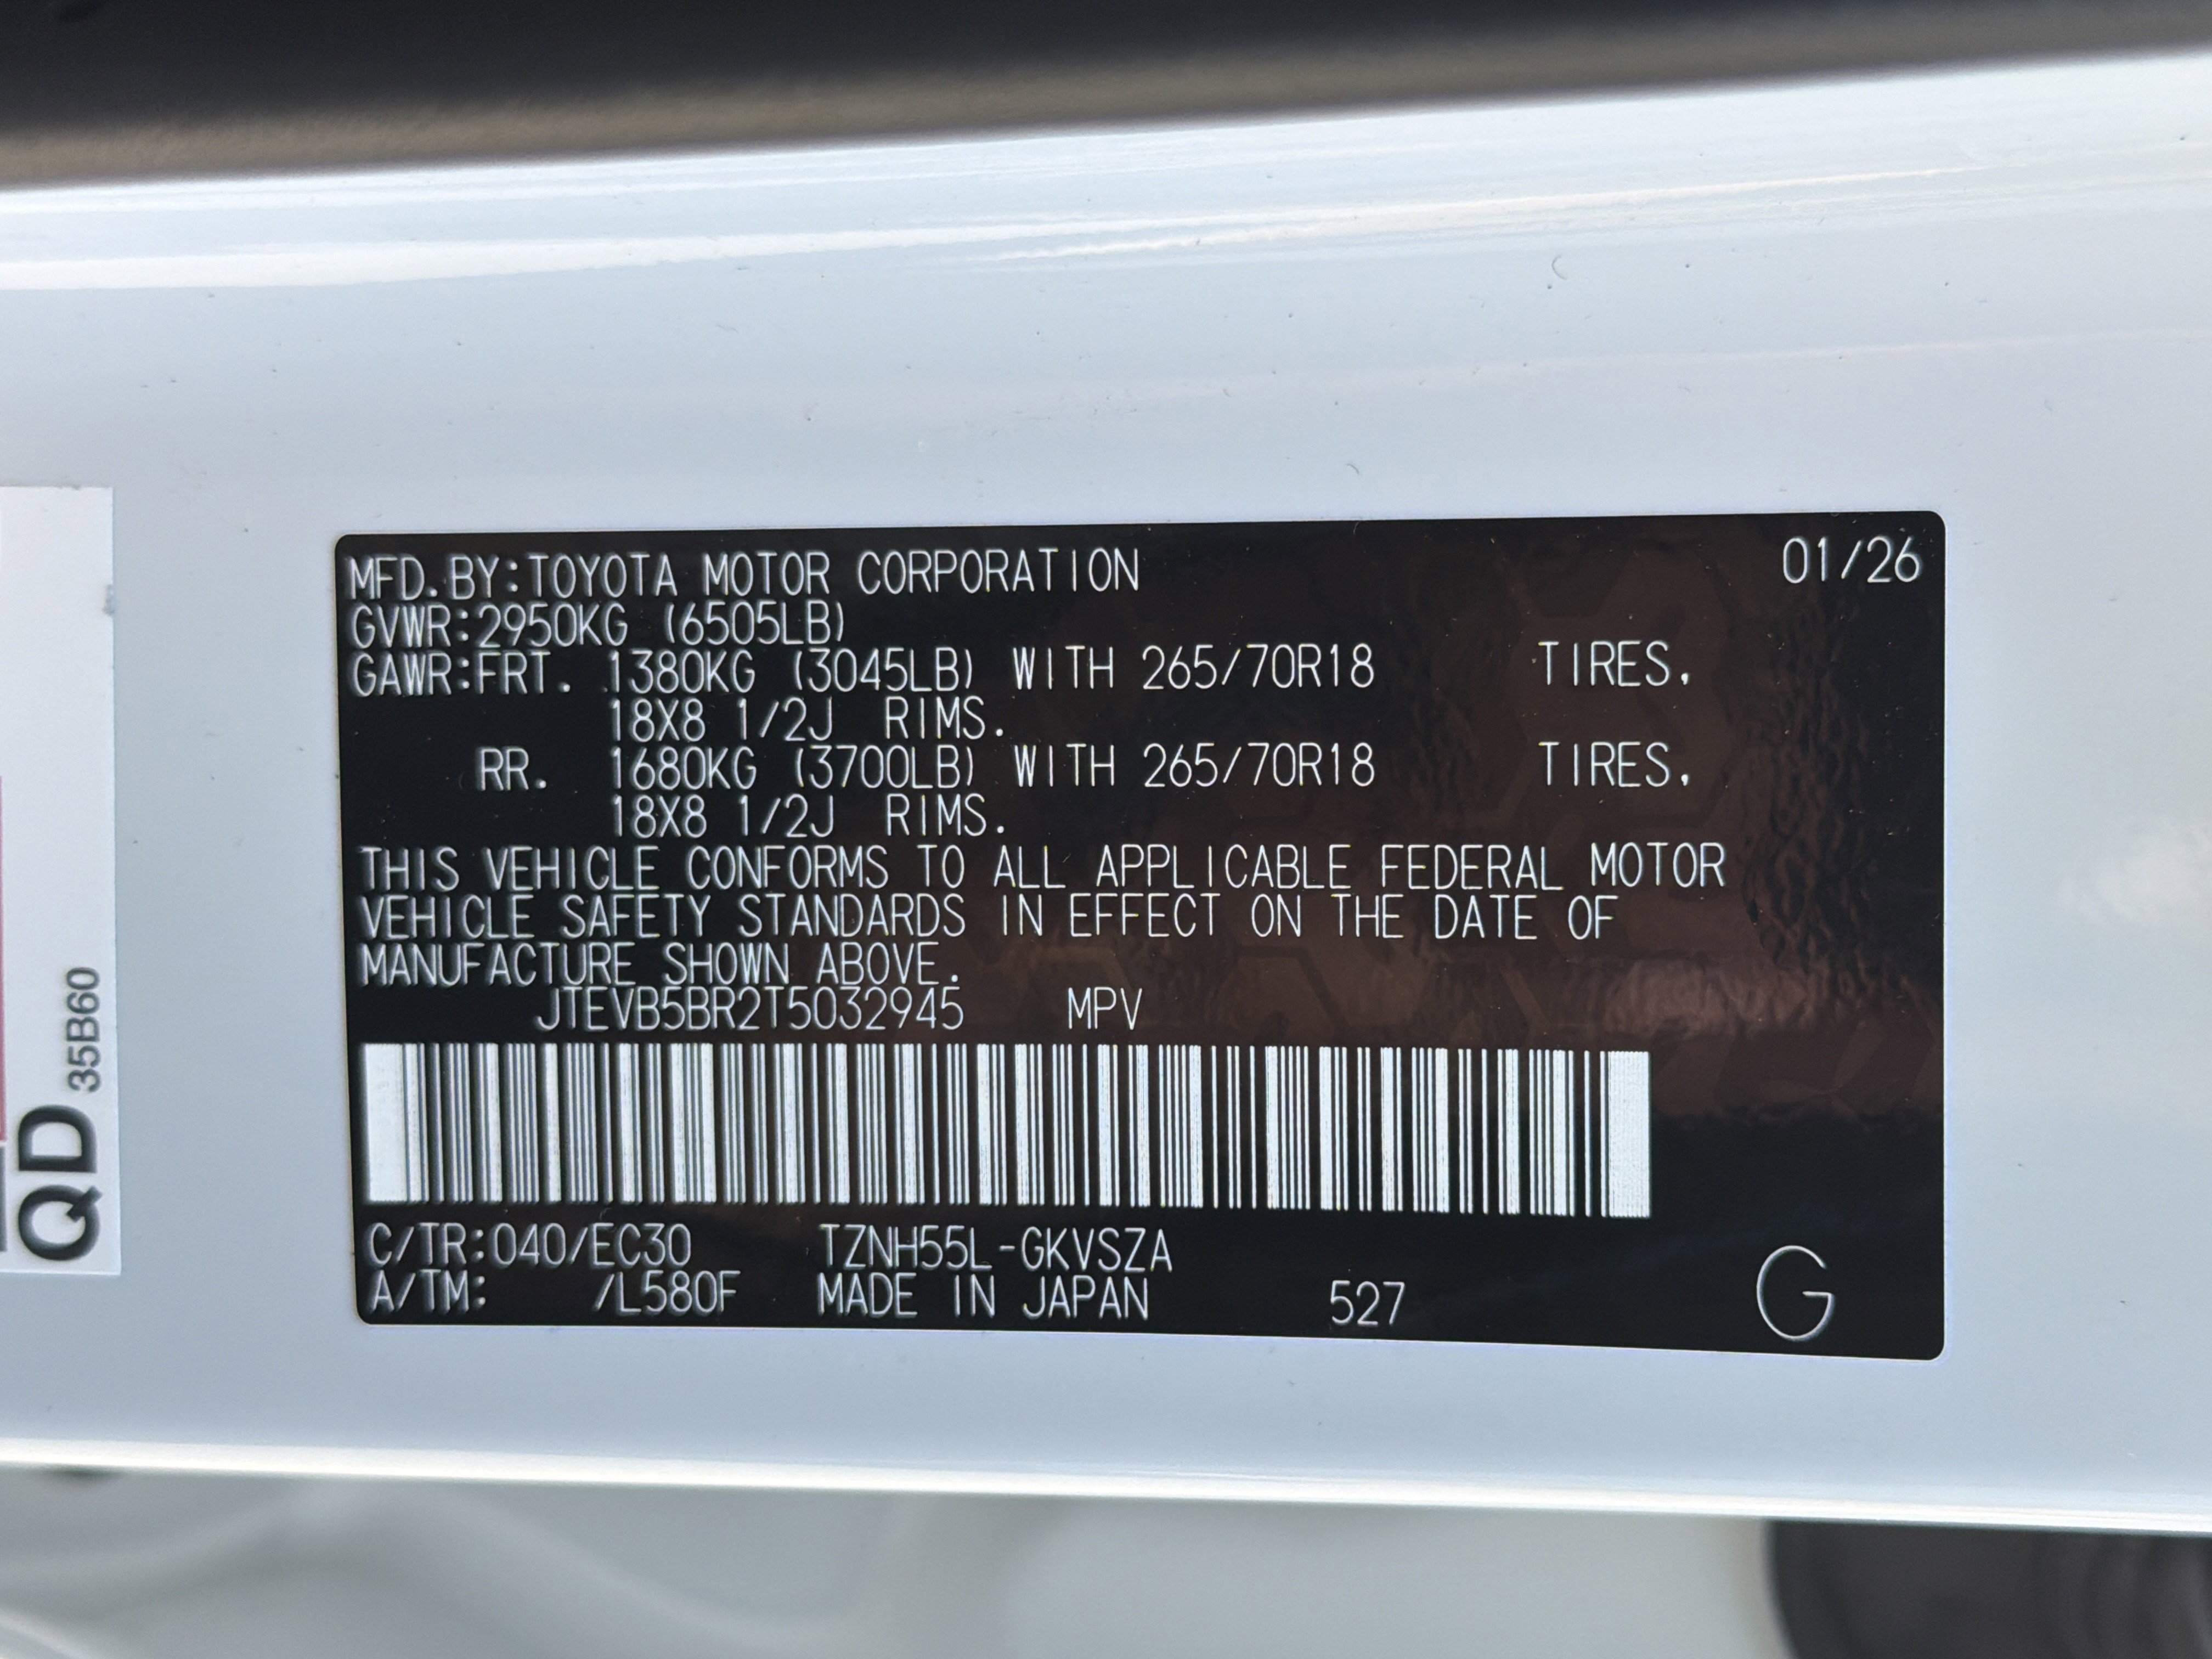 MFD.BY:TOYOTA MOTOR CORPORATION 01/26
GVWR:2950KG (6505LB)
GAWR:FRT. 1380KG (3045LB) WITH 265/70R18 TIRES.
18X8 1/2J RIMS.
RR. 1680KG (3700LB) WITH 265/70R18 TIRES.
18X8 1/2J RIMS.
THIS VEHICLE CONFORMS TO ALL APPLICABLE FEDERAL MOTOR
VEHICLE SAFETY STANDARDS IN EFFECT ON THE DATE OF
MANUFACTURE SHOWN ABOVE.
JTEVB5BR2T5032945 MPV
C/TR:040/EC30 TZNH55L-GKVSZA
A/TM: /L580F MADE IN JAPAN 527 G
QD 35B60